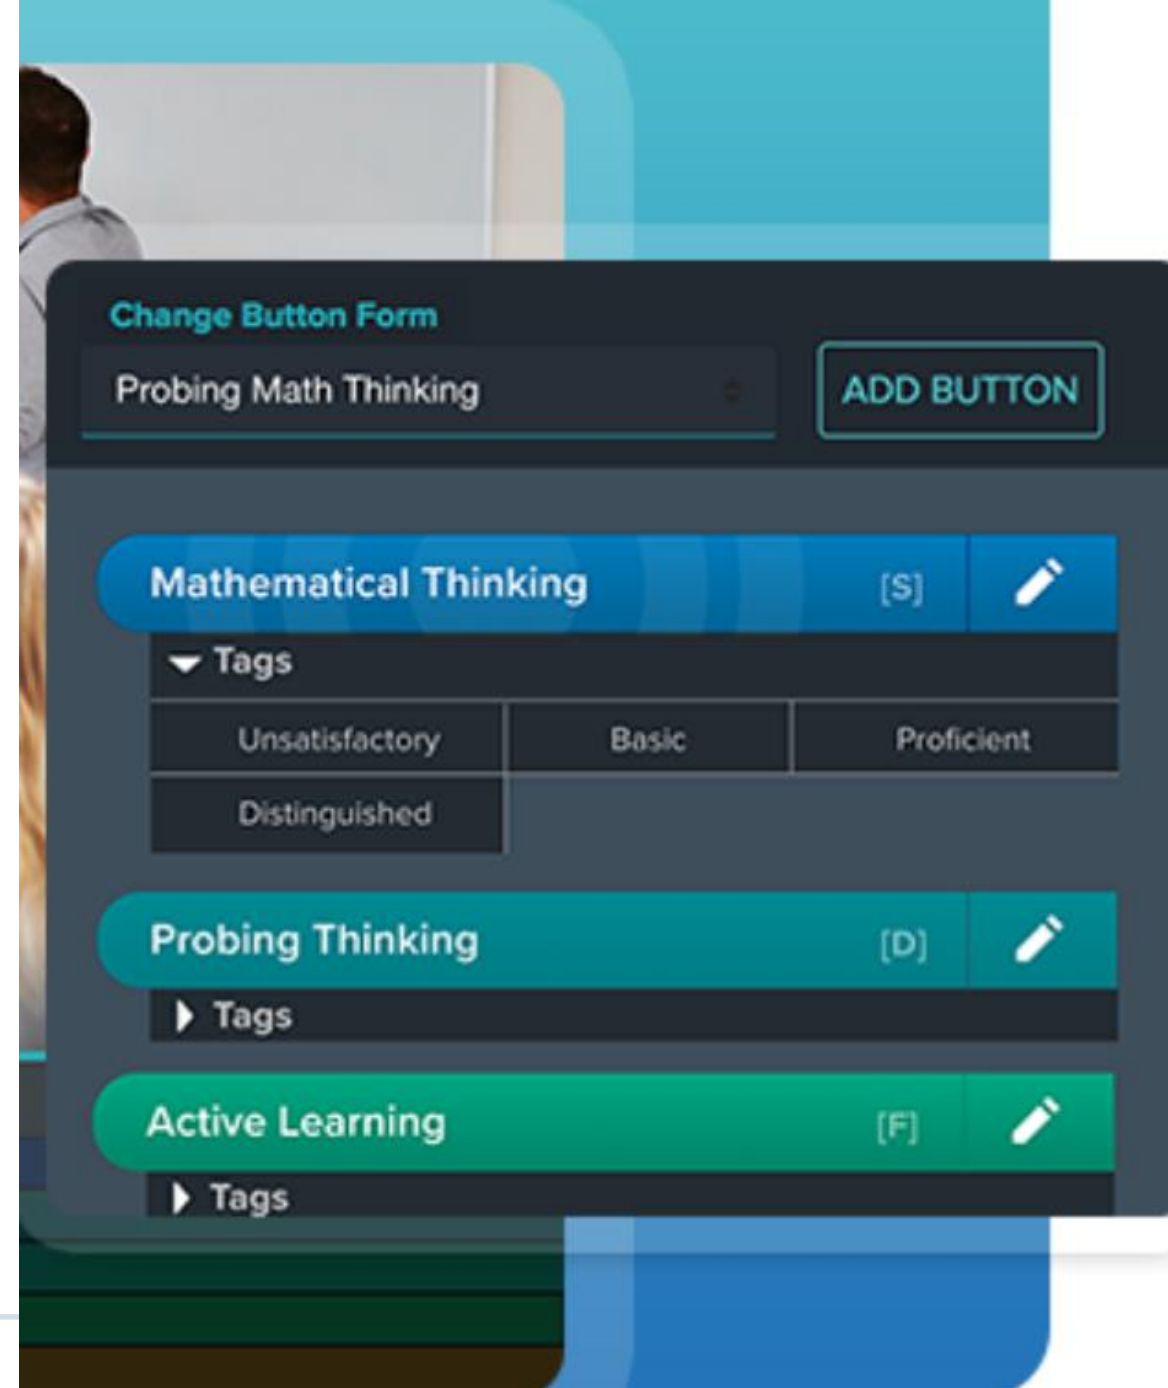 Change Button Form
Probing Math Thinking
ADD BUTTON
Mathematical Thinking [S]
Tags
Unsatisfactory Basic Proficient
Distinguished
Probing Thinking [D]
Tags
Active Learning [F]
Tags